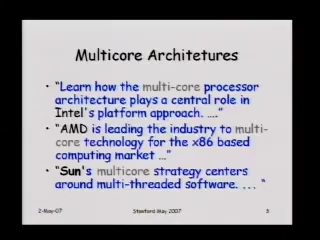 Multicore Architetures
• "Learn how the multi-core processor
architecture plays a central role in
Intel's platform approach. ...."
• "AMD is leading the industry to multi-
core technology for the x86 based
computing market ..."
• "Sun's multicore strategy centers
around multi-threaded software. ... "
2-May-07 Stanford May 2007 5